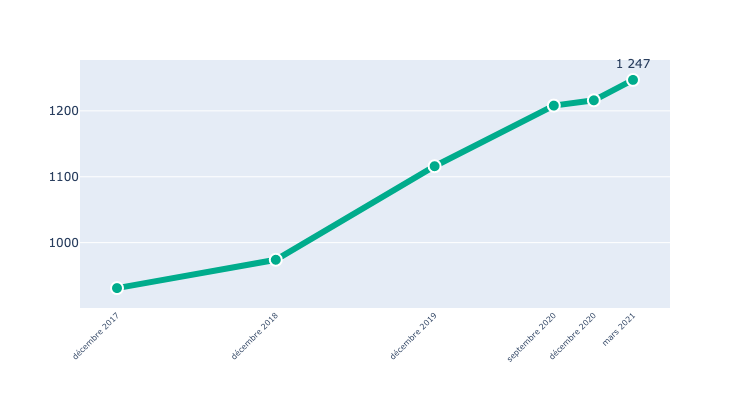 1 247
1200
1100
1000
décembre 2017
décembre 2018
décembre 2019
septembre 2020
décembre 2020
mars 2021